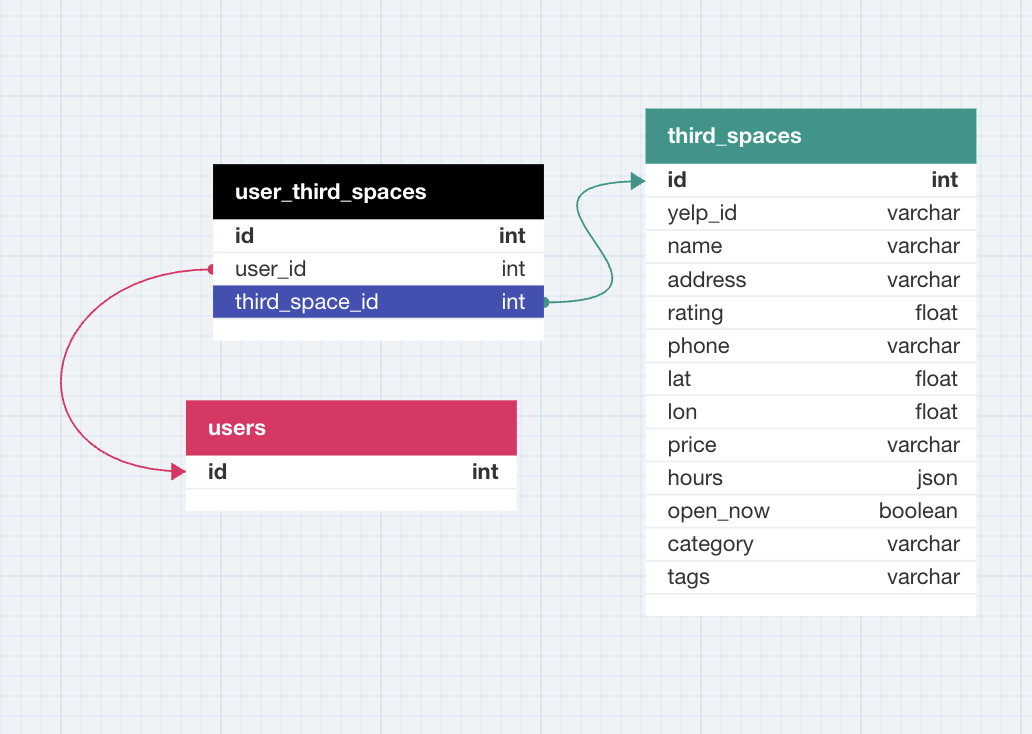 user_third_spaces
id int
user_id int
third_space_id int
users
id int
third_spaces
id int
yelp_id varchar
name varchar
address varchar
rating float
phone varchar
lat float
lon float
price varchar
hours json
open_now boolean
category varchar
tags varchar